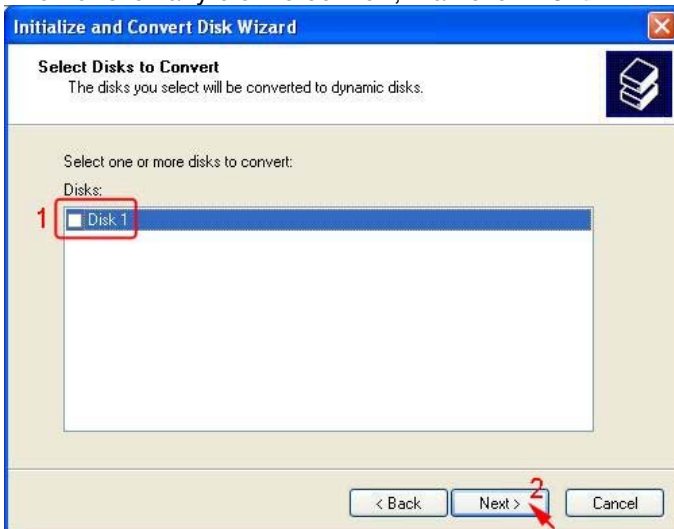 Initialize and Convert Disk Wizard
Select Disks to Convert
The disks you select will be converted to dynamic disks.
Select one or more disks to convert:
Disks:
1
Disk 1
2
< Back
Next >
Cancel